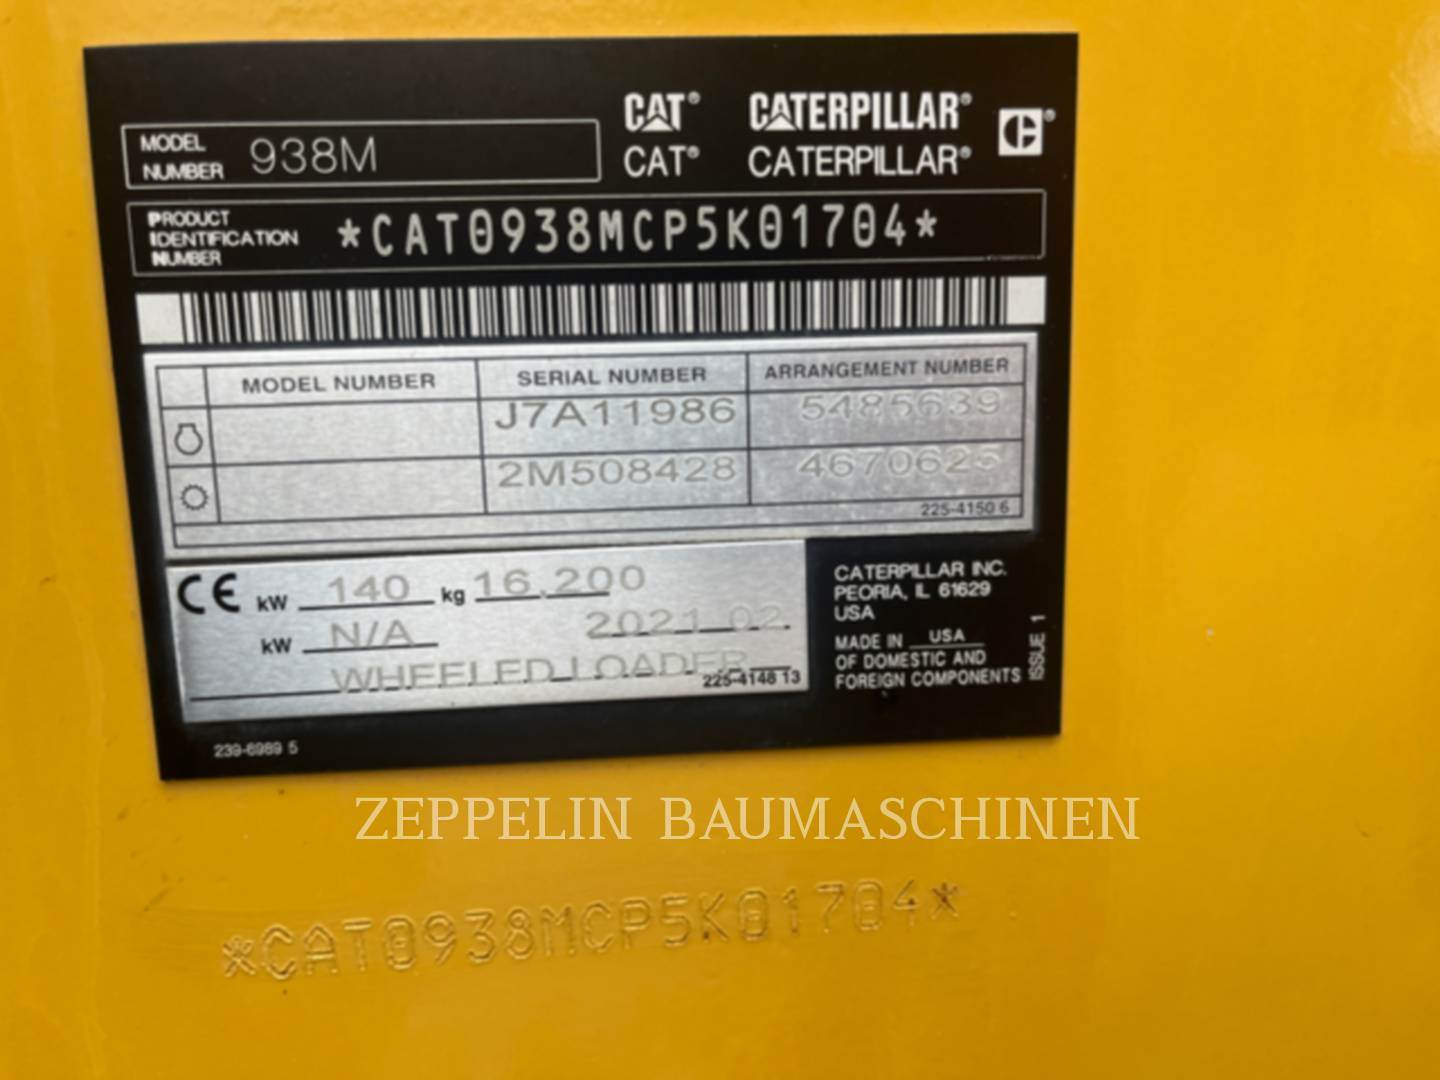 CAT® CATERPILLAR®
MODEL NUMBER 938M
CAT® CATERPILLAR®
PRODUCT IDENTIFICATION NUMBER *CAT0938MCP5K01704*
MODEL NUMBER SERIAL NUMBER ARRANGEMENT NUMBER
J7A11986 5485639
2M508428 4670625
225-4150 6
CE kW 140 kg 16,200
kW N/A 2021 02
WHEELED LOADER
225-4148 13
CATERPILLAR INC.
PEORIA, IL 61629
USA
MADE IN USA
OF DOMESTIC AND
FOREIGN COMPONENTS
ISSUE 1
239-6989 5
ZEPPELIN BAUMASCHINEN
*CAT0938MCP5K01704*